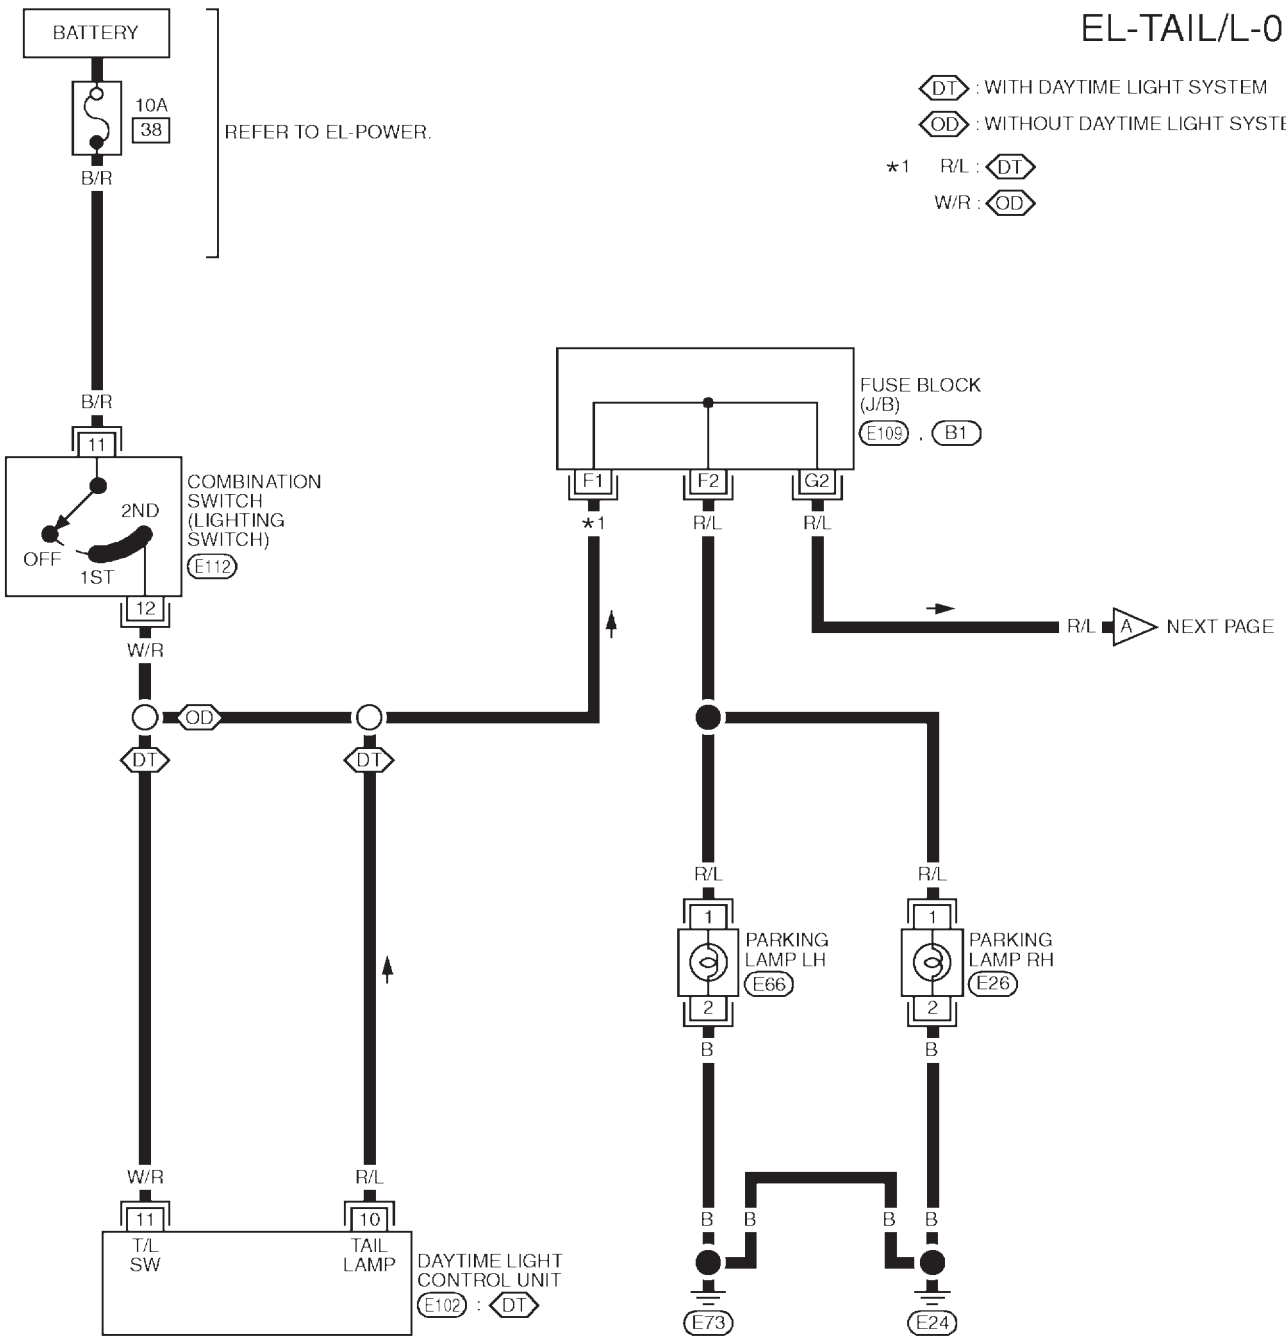 EL-TAIL/L-0
BATTERY
10A
38
REFER TO EL-POWER.
DT : WITH DAYTIME LIGHT SYSTEM
OD : WITHOUT DAYTIME LIGHT SYSTE
*1 R/L : DT
W/R : OD
B/R
B/R
11
COMBINATION
SWITCH
(LIGHTING
SWITCH)
E112
2ND
OFF
1ST
12
W/R
FUSE BLOCK
(J/B)
E109 , B1
F1
F2
G2
*1
R/L
R/L
R/L
A
NEXT PAGE
OD
DT
DT
R/L
R/L
1
1
PARKING
LAMP LH
E66
PARKING
LAMP RH
E26
2
2
B
B
W/R
R/L
11
10
T/L
SW
TAIL
LAMP
DAYTIME LIGHT
CONTROL UNIT
E102 : DT
B
B
B
B
E73
E24